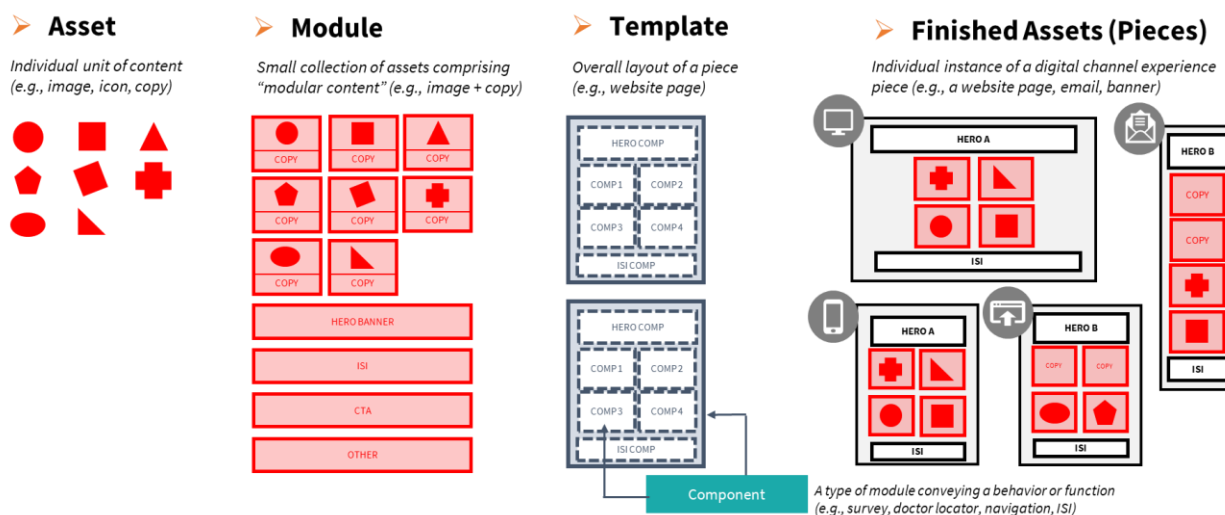 Asset
Individual unit of content
(e.g., image, icon, copy)
Module
Small collection of assets comprising
“modular content” (e.g., image + copy)
COPY
COPY
COPY
COPY
COPY
COPY
COPY
COPY
HERO BANNER
ISI
CTA
OTHER
Template
Overall layout of a piece
(e.g., website page)
HERO COMP
COMP1
COMP2
COMP3
COMP4
ISI COMP
HERO COMP
COMP1
COMP2
COMP3
COMP4
ISI COMP
Component
A type of module conveying a behavior or function
(e.g., survey, doctor locator, navigation, ISI)
Finished Assets (Pieces)
Individual instance of a digital channel experience
piece (e.g., a website page, email, banner)
HERO A
ISI
HERO B
COPY
COPY
ISI
HERO A
ISI
HERO B
COPY
COPY
ISI